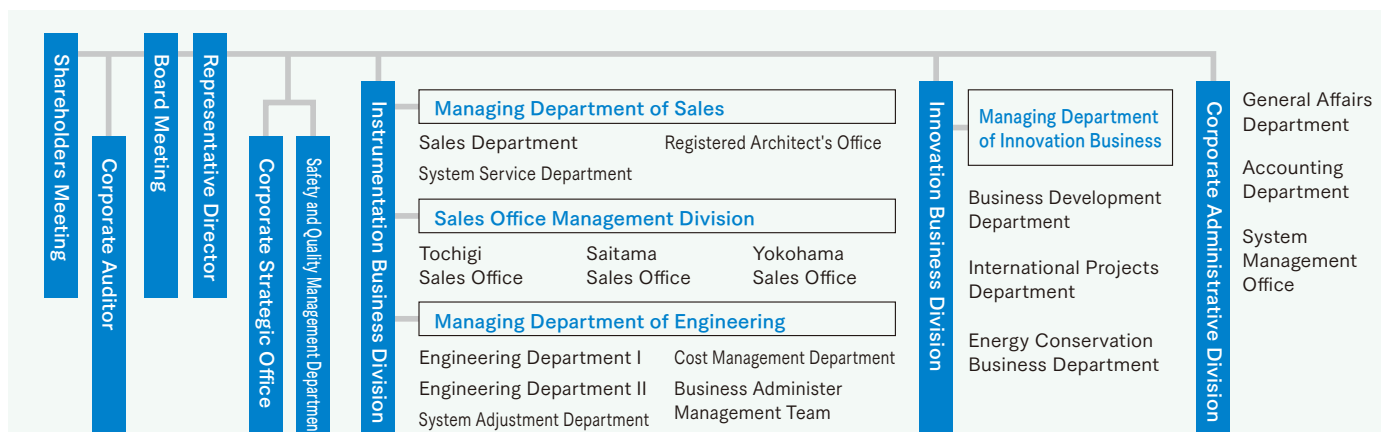 Shareholders Meeting
Corporate Auditor
Board Meeting
Representative Director
Corporate Strategic Office
Safety and Quality Management Departmen
Instrumentation Business Division
Managing Department of Sales
Sales Department
Registered Architect's Office
System Service Department
Sales Office Management Division
Tochigi
Sales Office
Saitama
Sales Office
Yokohama
Sales Office
Managing Department of Engineering
Engineering Department I
Cost Management Department
Engineering Department II
Business Administer
Management Team
System Adjustment Department
Innovation Business Division
Managing Department
of Innovation Business
Business Development
Department
International Projects
Department
Energy Conservation
Business Department
Corporate Administrative Division
General Affairs
Department
Accounting
Department
System
Management
Office